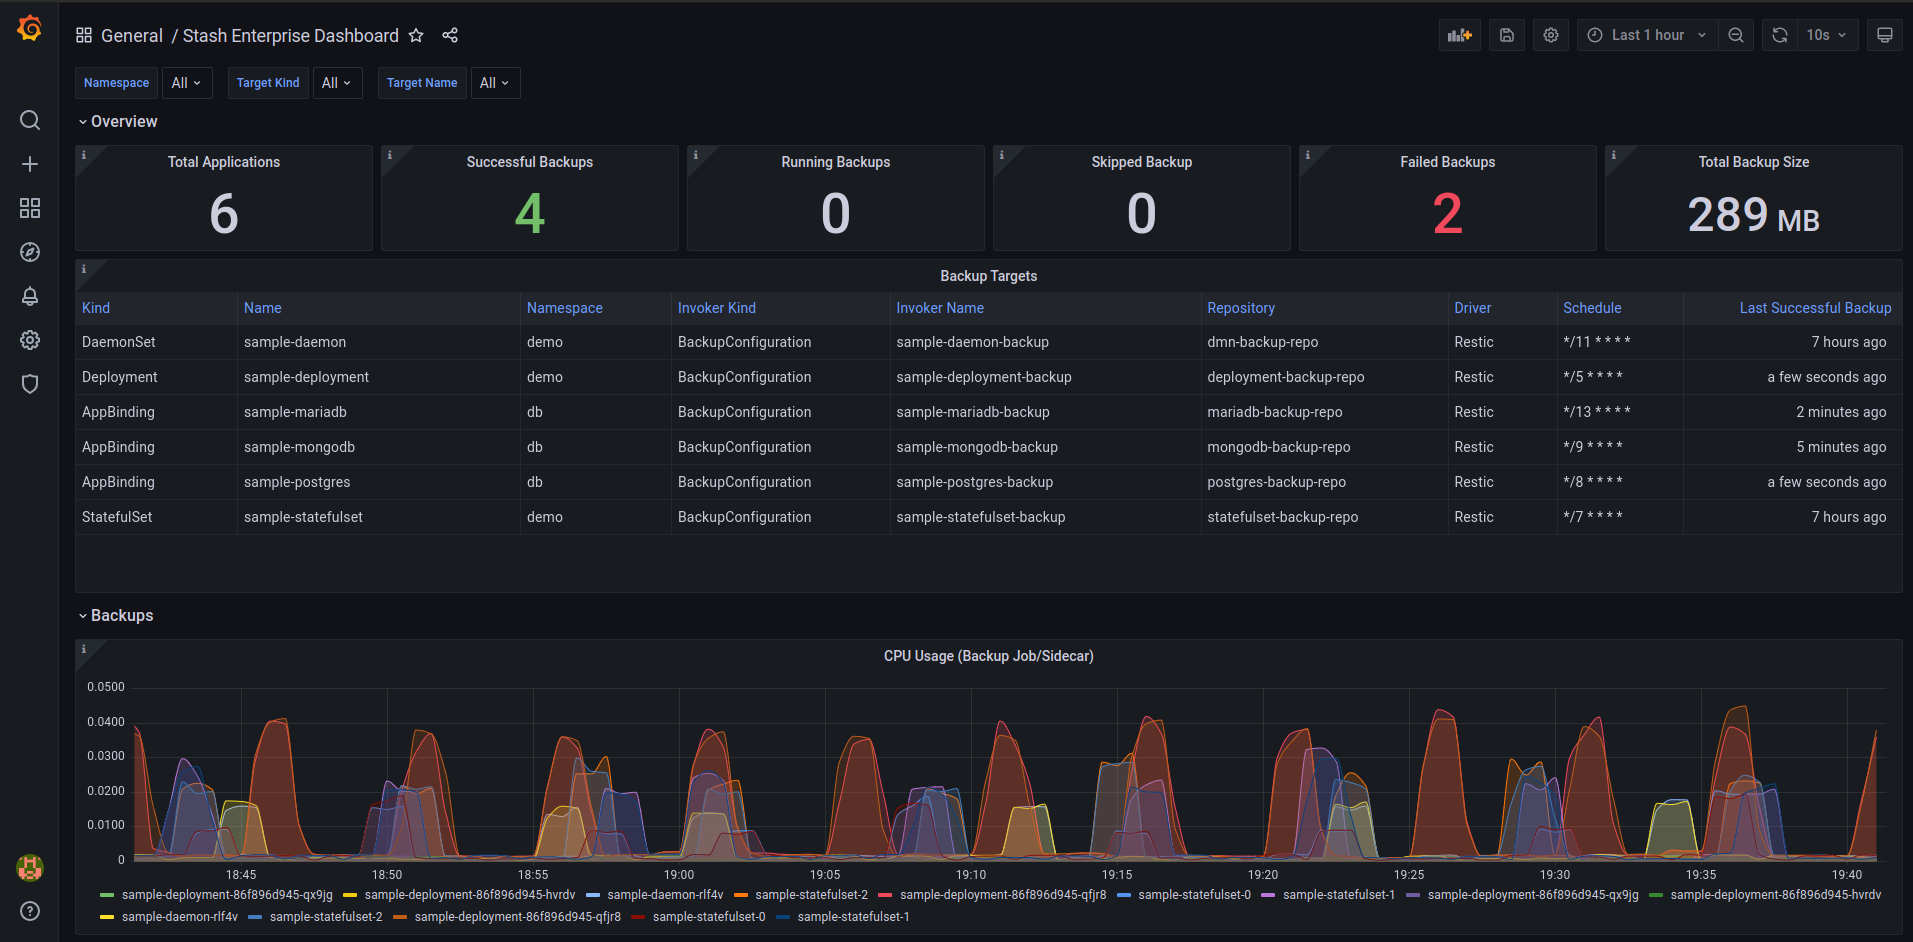 General / Stash Enterprise Dashboard
Last 1 hour
10s
Namespace All Target Kind All Target Name All
Overview
Total Applications
6
Successful Backups
4
Running Backups
0
Skipped Backup
0
Failed Backups
2
Total Backup Size
289 MB
Backup Targets
Kind Name Namespace Invoker Kind Invoker Name Repository Driver Schedule Last Successful Backup
DaemonSet sample-daemon demo BackupConfiguration sample-daemon-backup dmn-backup-repo Restic */11 * * * * 7 hours ago
Deployment sample-deployment demo BackupConfiguration sample-deployment-backup deployment-backup-repo Restic */5 * * * * a few seconds ago
AppBinding sample-mariadb db BackupConfiguration sample-mariadb-backup mariadb-backup-repo Restic */13 * * * * 2 minutes ago
AppBinding sample-mongodb db BackupConfiguration sample-mongodb-backup mongodb-backup-repo Restic */9 * * * * 5 minutes ago
AppBinding sample-postgres db BackupConfiguration sample-postgres-backup postgres-backup-repo Restic */8 * * * * a few seconds ago
StatefulSet sample-statefulset demo BackupConfiguration sample-statefulset-backup statefulset-backup-repo Restic */7 * * * * 7 hours ago
Backups
CPU Usage (Backup Job/Sidecar)
0.0500
0.0400
0.0300
0.0200
0.0100
0
18:45 18:50 18:55 19:00 19:05 19:10 19:15 19:20 19:25 19:30 19:35 19:40
sample-deployment-86f896d945-qx9jg sample-deployment-86f896d945-hvrdv sample-daemon-rlf4v sample-statefulset-2 sample-deployment-86f896d945-qfjr8 sample-statefulset-0 sample-statefulset-1 sample-deployment-86f896d945-qx9jg sample-deployment-86f896d945-hvrdv
sample-daemon-rlf4v sample-statefulset-2 sample-deployment-86f896d945-qfjr8 sample-statefulset-0 sample-statefulset-1